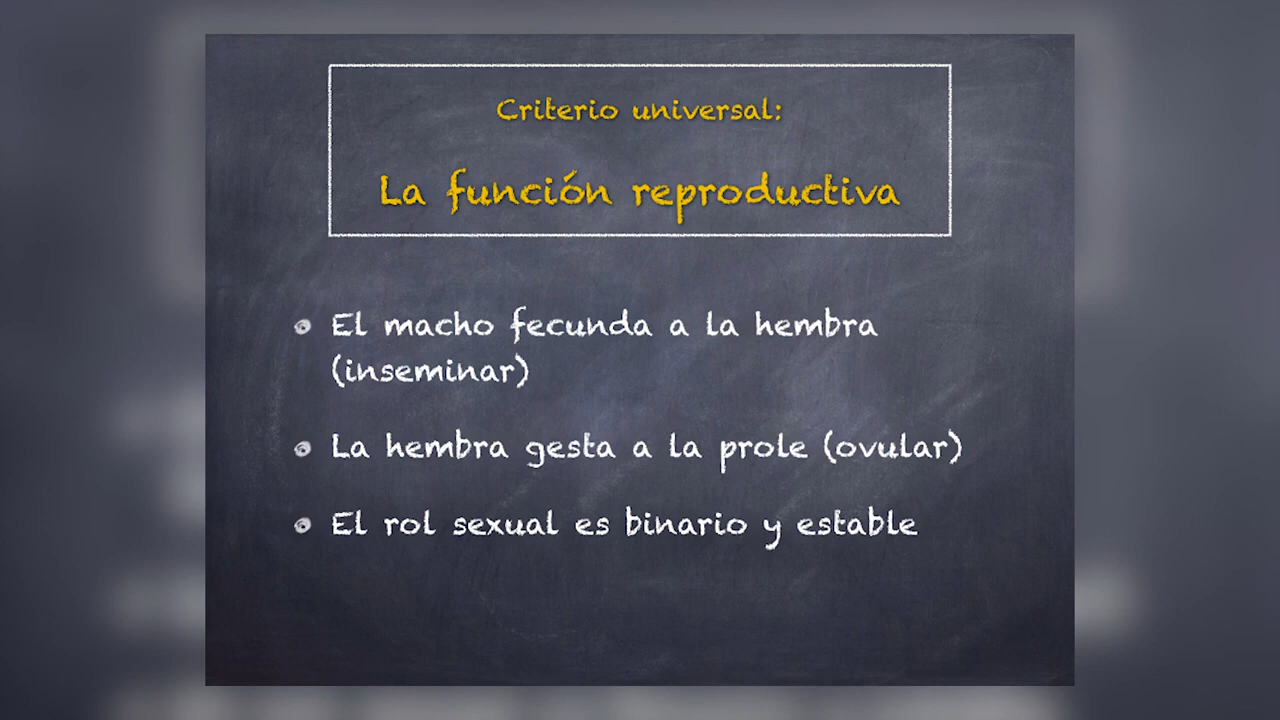 Criterio universal:
La función reproductiva
El macho fecunda a la hembra
(inseminar)
La hembra gesta a la prole (ovular)
El rol sexual es binario y estable